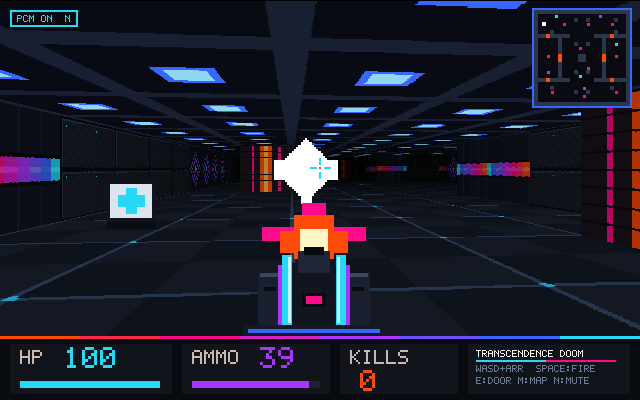 PCM ON N
HP 100
AMMO 39
KILLS
0
TRANSCENDENCE DOOM
WASD+ARR SPACE:FIRE
E:DOOR M:MAP N:MUTE